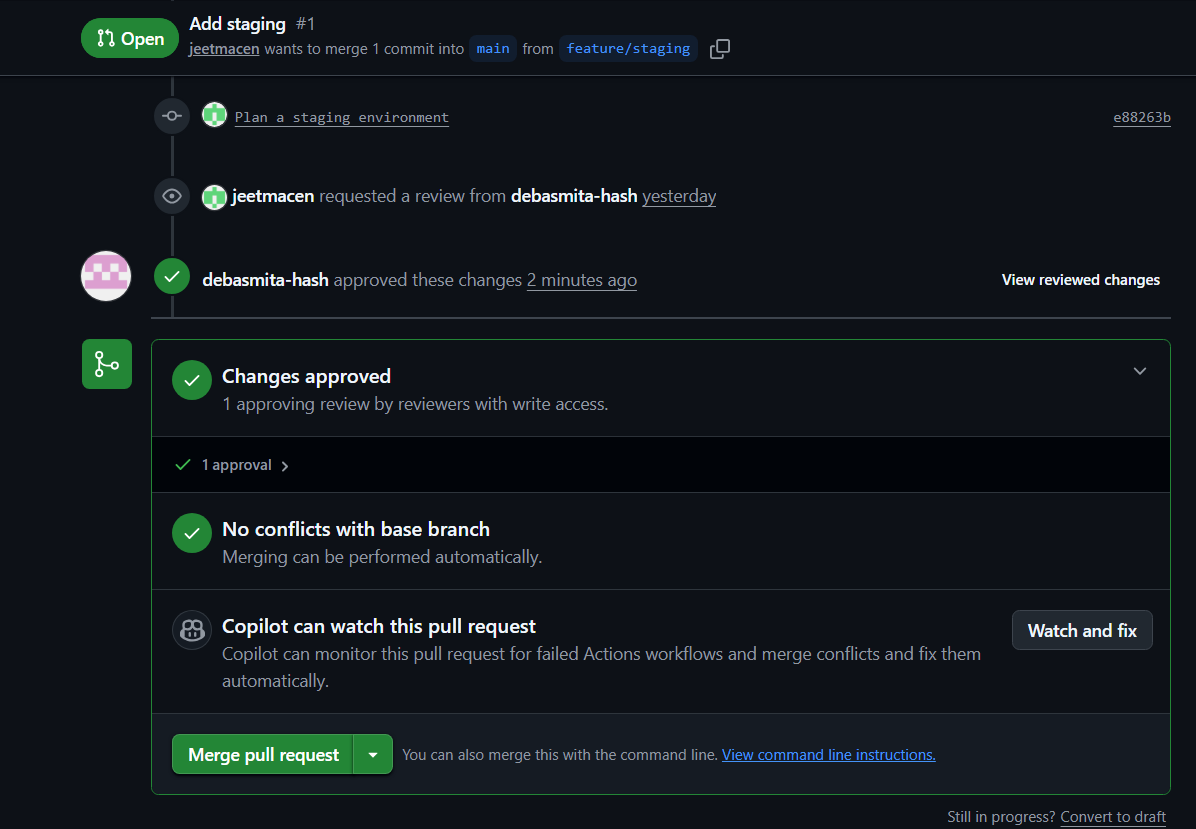 Open
Add staging #1
jeetmacen wants to merge 1 commit into main from feature/staging
Plan a staging environment e88263b
jeetmacen requested a review from debasmita-hash yesterday
debasmita-hash approved these changes 2 minutes ago View reviewed changes
Changes approved
1 approving review by reviewers with write access.
1 approval
No conflicts with base branch
Merging can be performed automatically.
Copilot can watch this pull request
Copilot can monitor this pull request for failed Actions workflows and merge conflicts and fix them
automatically.
Watch and fix
Merge pull request You can also merge this with the command line. View command line instructions.
Still in progress? Convert to draft